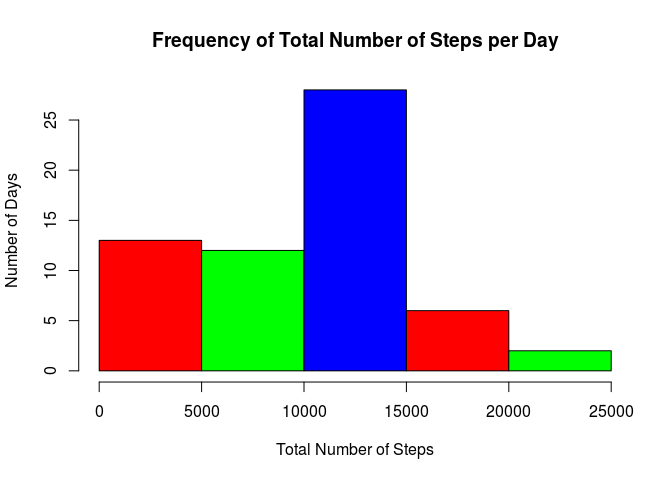 Frequency of Total Number of Steps per Day
Number of Days
25
20
15
10
5
0
0 5000 10000 15000 20000 25000
Total Number of Steps